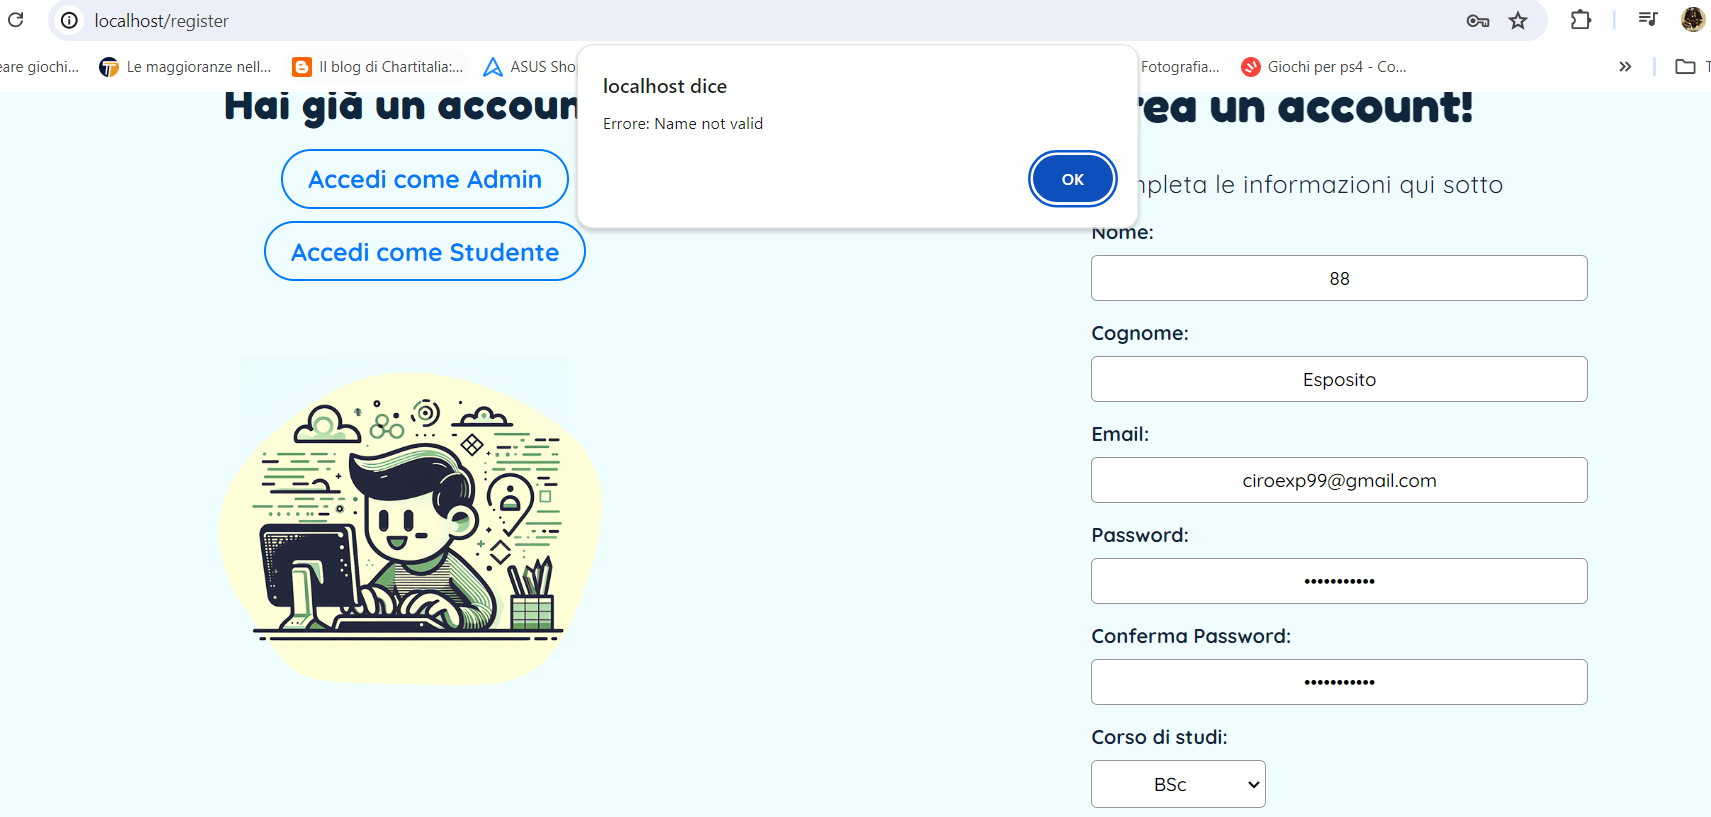 localhost/register
eare giochi...
Le maggioranze nell...
Il blog di Chartitalia:...
ASUS Sho
Fotografia...
Giochi per ps4 - Co...
localhost dice
Errore: Name not valid
OK
Hai già un accoun
Accedi come Admin
Accedi come Studente
rea un account!
mpleta le informazioni qui sotto
Nome:
88
Cognome:
Esposito
Email:
ciroexp99@gmail.com
Password:
•••••••••••
Conferma Password:
•••••••••••
Corso di studi:
BSc